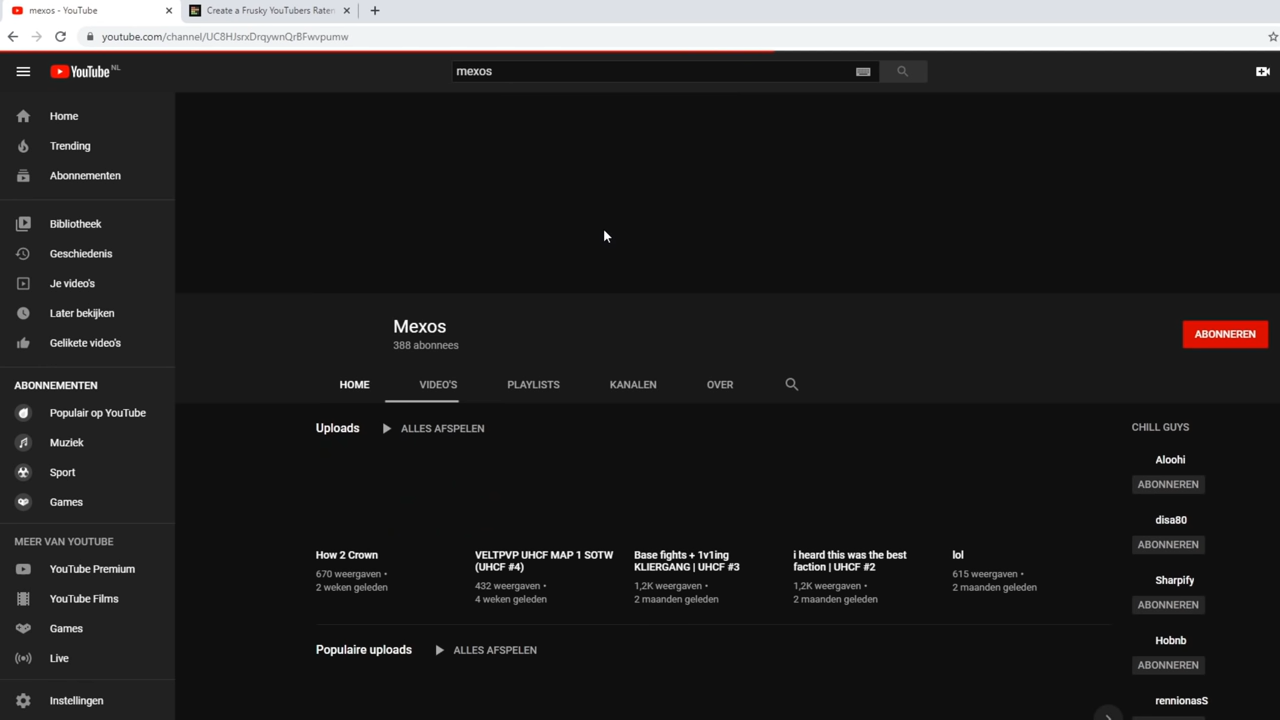 mexos - YouTube
Create a Frusky YouTubers Raten
youtube.com/channel/UC8HJsrxDrqywnQrBFwvpumw
YouTube NL
mexos
Home
Trending
Abonnementen
Bibliotheek
Geschiedenis
Je video's
Later bekijken
Gelikete video's
ABONNEMENTEN
Populair op YouTube
Muziek
Sport
Games
MEER VAN YOUTUBE
YouTube Premium
YouTube Films
Games
Live
Instellingen
Mexos
388 abonnees
ABONNEREN
HOME
VIDEO'S
PLAYLISTS
KANALEN
OVER
Uploads
ALLES AFSPELEN
How 2 Crown
670 weergaven •
2 weken geleden
VELTPVP UHCF MAP 1 SOTW
(UHCF #4)
432 weergaven •
4 weken geleden
Base fights + 1v1ing
KLIERGANG | UHCF #3
1,2K weergaven •
2 maanden geleden
i heard this was the best
faction | UHCF #2
1,2K weergaven •
2 maanden geleden
lol
615 weergaven •
2 maanden geleden
Populaire uploads
ALLES AFSPELEN
CHILL GUYS
Aloohi
ABONNEREN
disa80
ABONNEREN
Sharpify
ABONNEREN
Hobnb
ABONNEREN
rennionasS